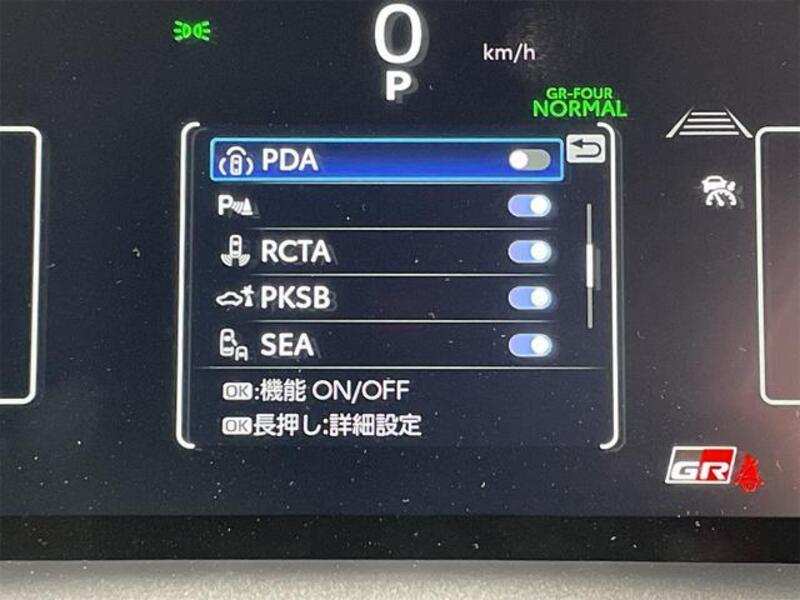 0
km/h
P
GR-FOUR
NORMAL
PDA
P
RCTA
PKSB
SEA
OK:機能 ON/OFF
OK長押し:詳細設定
GR